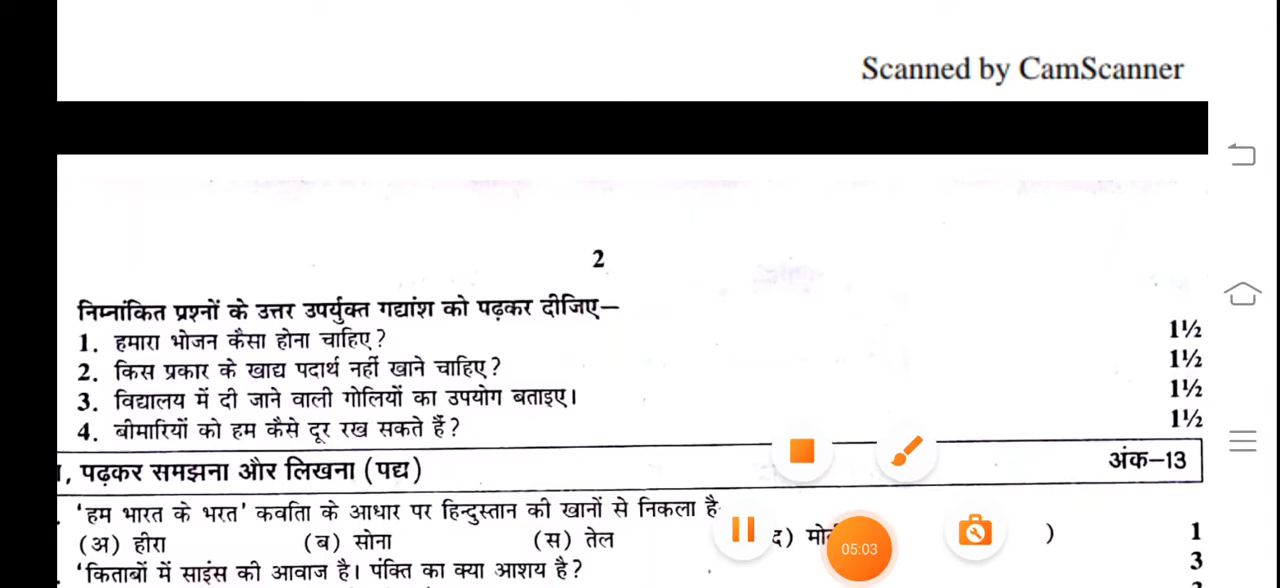 Scanned by CamScanner
2
निम्नांकित प्रश्नों के उत्तर उपर्युक्त गद्यांश को पढ़कर दीजिए—
1. हमारा भोजन कैसा होना चाहिए? 1½
2. किस प्रकार के खाद्य पदार्थ नहीं खाने चाहिए? 1½
3. विद्यालय में दी जाने वाली गोलियों का उपयोग बताइए। 1½
4. बीमारियों को हम कैसे दूर रख सकते हैं? 1½
, पढ़कर समझना और लिखना (पद्य) अंक–13
'हम भारत के भरत' कविता के आधार पर हिन्दुस्तान की खानों से निकला है
(अ) हीरा (ब) सोना (स) तेल द) ) 1
'किताबों में साइंस की आवाज है। पंक्ति का क्या आशय है? 3
05:03